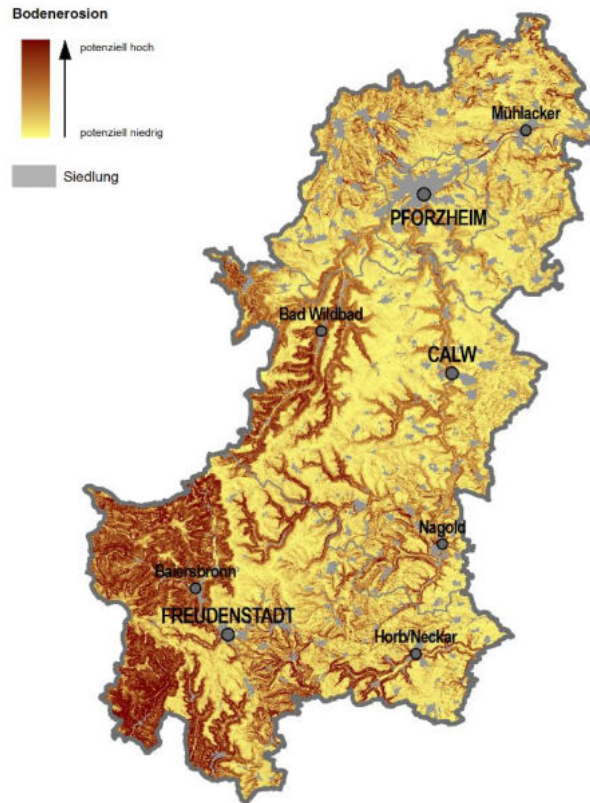 Bodenerosion
potenziell hoch
potenziell niedrig
Siedlung
Mühlacker
PFORZHEIM
Bad Wildbad
CALW
Nagold
Baiersbronn
FREUDENSTADT
Horb/Neckar